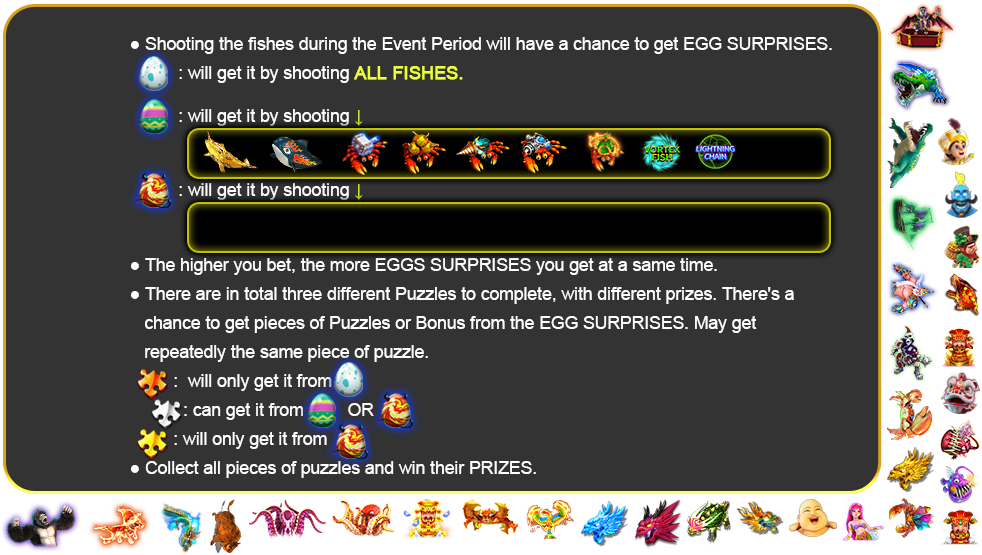 ● Shooting the fishes during the Event Period will have a chance to get EGG SURPRISES.
: will get it by shooting ALL FISHES.
: will get it by shooting ↓
VORTEX FISH
LIGHTNING CHAIN
: will get it by shooting ↓
● The higher you bet, the more EGGS SURPRISES you get at a same time.
● There are in total three different Puzzles to complete, with different prizes. There's a
chance to get pieces of Puzzles or Bonus from the EGG SURPRISES. May get
repeatedly the same piece of puzzle.
: will only get it from
: can get it from OR
: will only get it from
● Collect all pieces of puzzles and win their PRIZES.